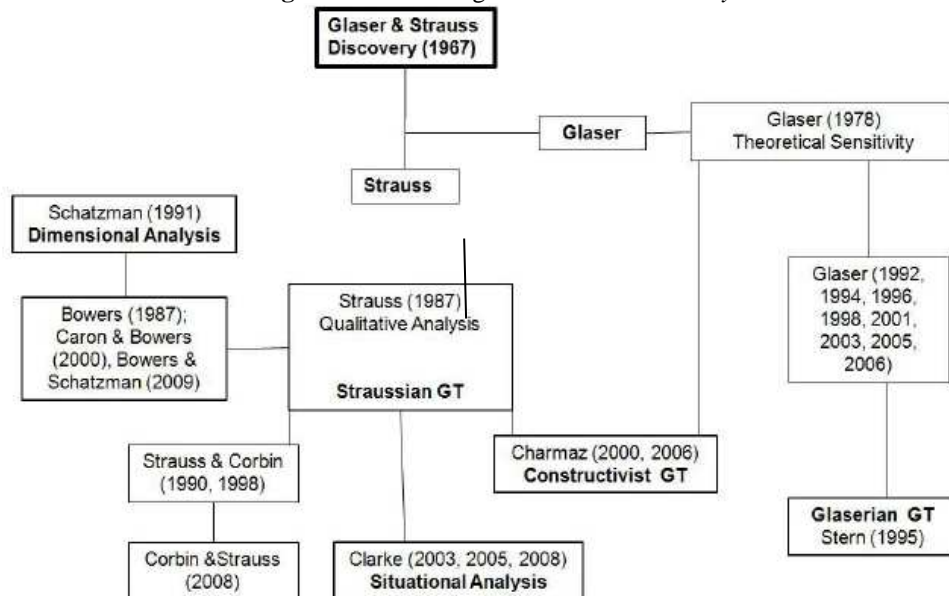 Glaser & Strauss
Discovery (1967)
Glaser
Glaser (1978)
Theoretical Sensitivity
Strauss
Schatzman (1991)
Dimensional Analysis
Bowers (1987);
Caron & Bowers
(2000), Bowers &
Schatzman (2009)
Strauss (1987)
Qualitative Analysis
Straussian GT
Glaser (1992,
1994, 1996,
1998, 2001,
2003, 2005,
2006)
Strauss & Corbin
(1990, 1998)
Charmaz (2000, 2006)
Constructivist GT
Glaserian GT
Stern (1995)
Corbin &Strauss
(2008)
Clarke (2003, 2005, 2008)
Situational Analysis